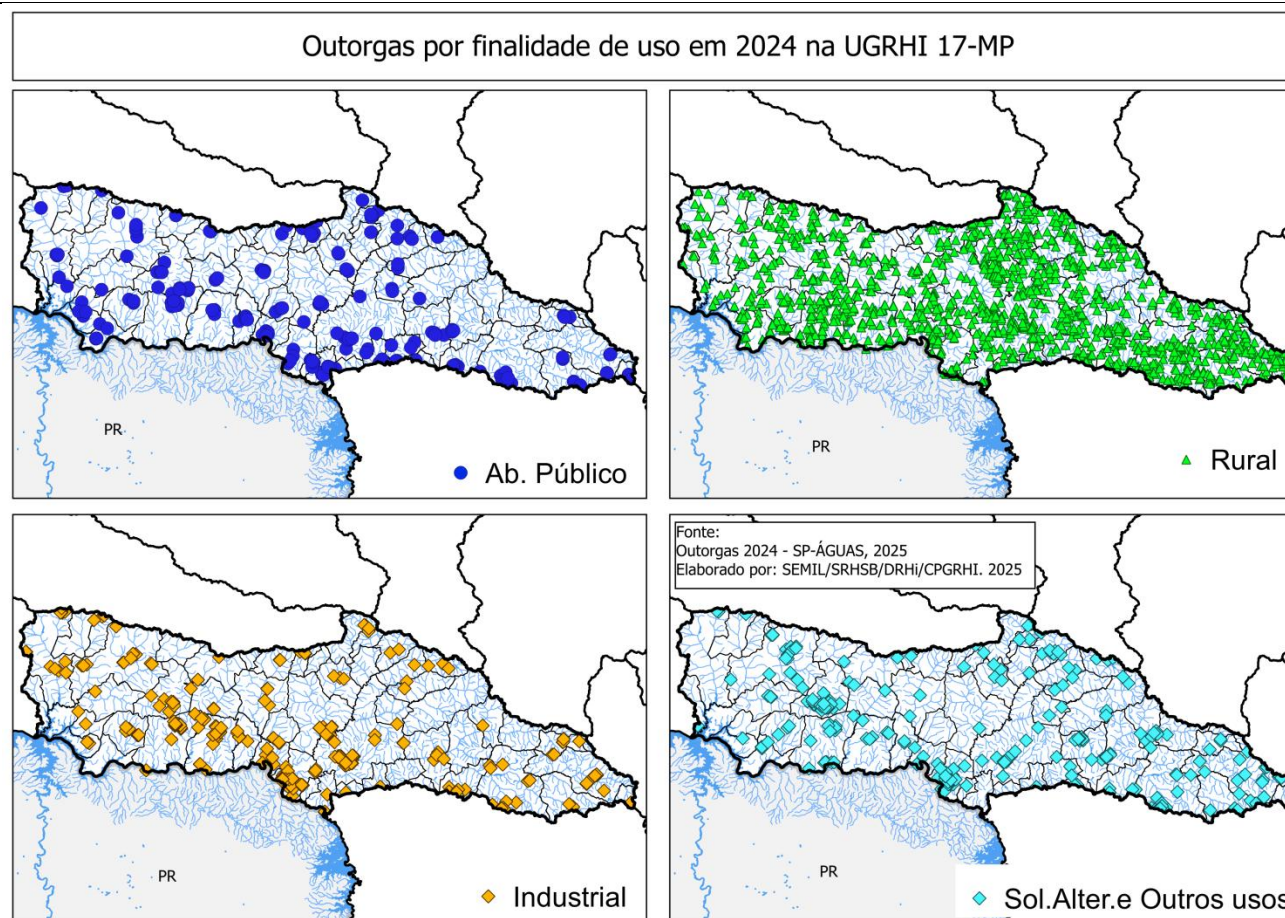 Outorgas por finalidade de uso em 2024 na UGRHI 17-MP
PR
Ab. Público
PR
Rural
PR
Industrial
Fonte:
Outorgas 2024 - SP-ÁGUAS, 2025
Elaborado por: SEMIL/SRHSB/DRHi/CPGRHI. 2025
PR
Sol.Alter.e Outros usos